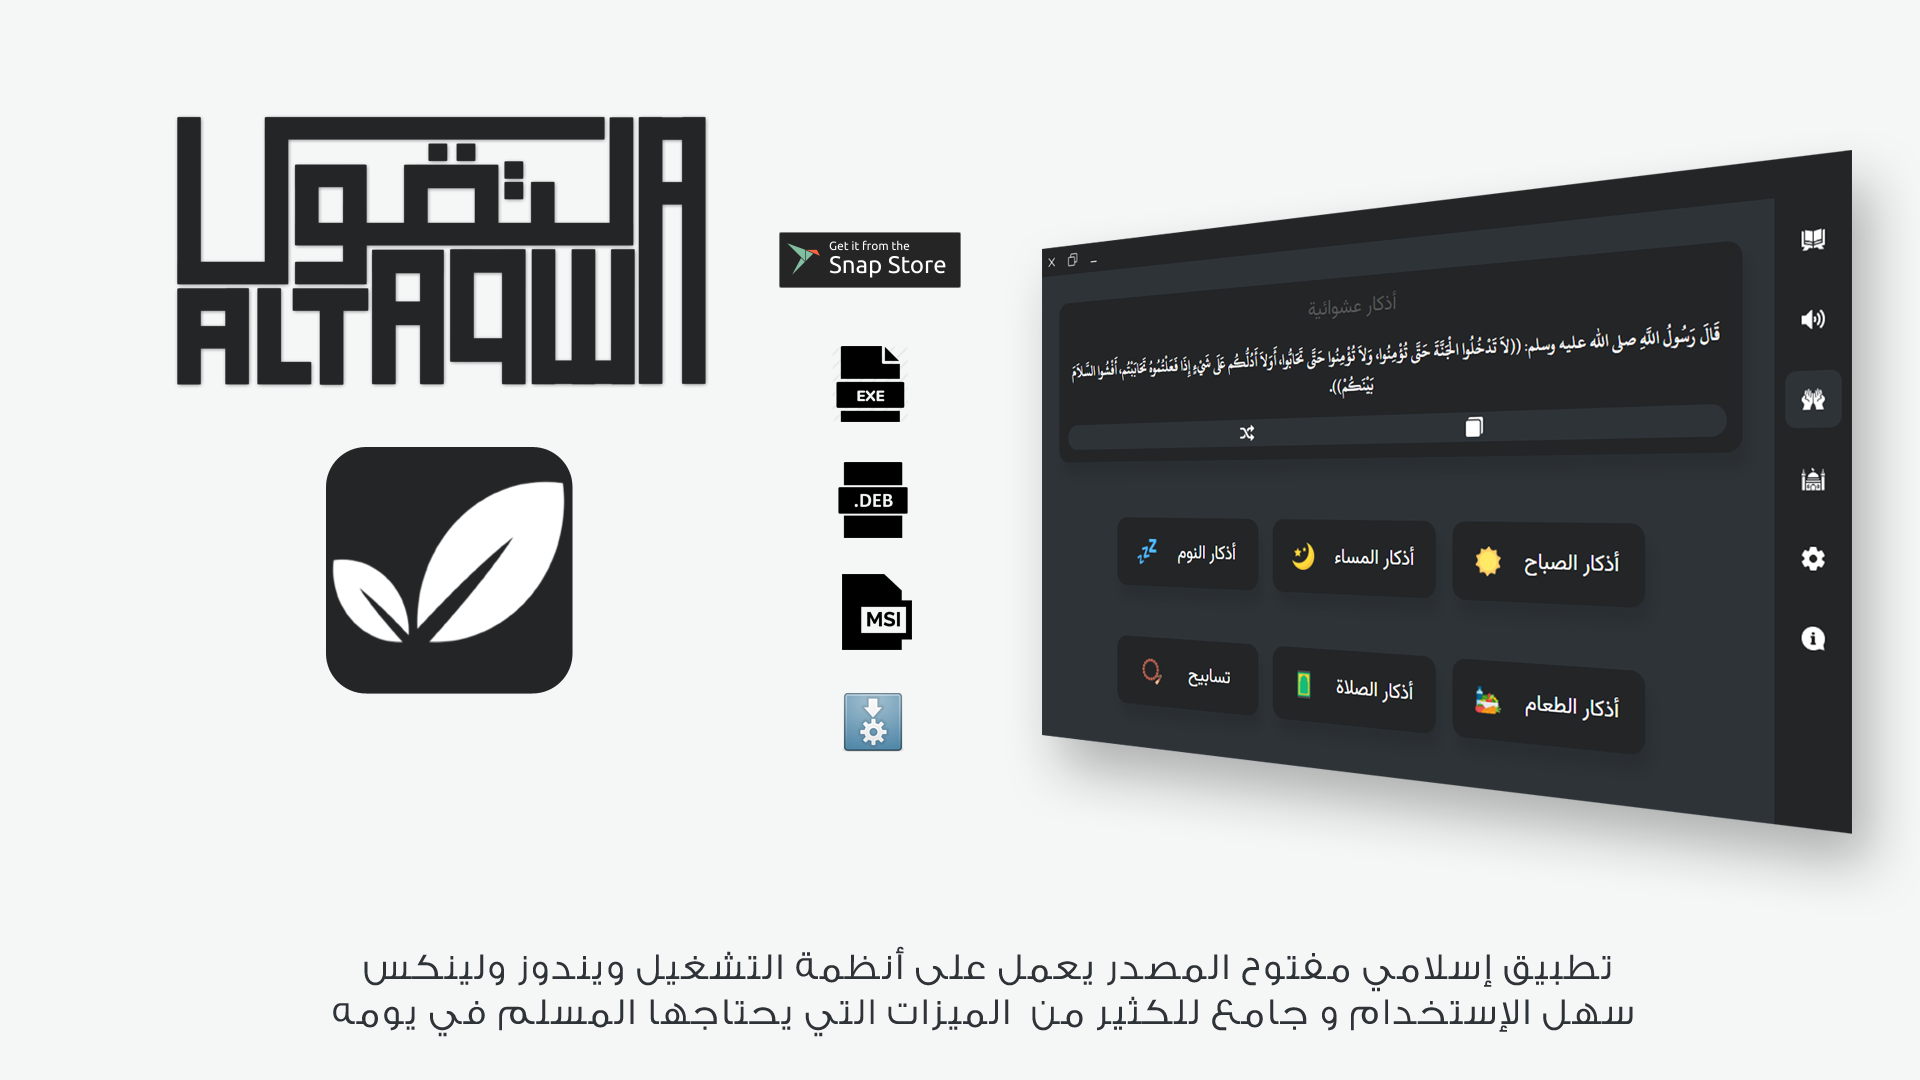 التقوى
ALTAQWA
Get it from the
Snap Store
EXE
.DEB
MSI
أذكار عشوائية
قَالَ رَسُولُ اللَّهِ صلى الله عليه وسلم: ((لاَ تَدْخُلُوا الْجَنَّةَ حَتَّى تُؤْمِنُوا، وَلاَ تُؤْمِنُوا حَتَّى تَحَابُّوا، أَوَلاَ أَدُلُّكُم عَلَى شَيْءٍ إِذَا فَعَلْتُمُوهُ تَحَابَبْتُم، أَفْشُوا السَّلاَمَ
بَيْنَكُمْ)).
أذكار الصباح
أذكار المساء
أذكار النوم
أذكار الطعام
أذكار الصلاة
تسابيح
تطبيق إسلامي مفتوح المصدر يعمل على أنظمة التشغيل ويندوز ولينكس
سهل الإستخدام و جامع للكثير من الميزات التي يحتاجها المسلم في يومه